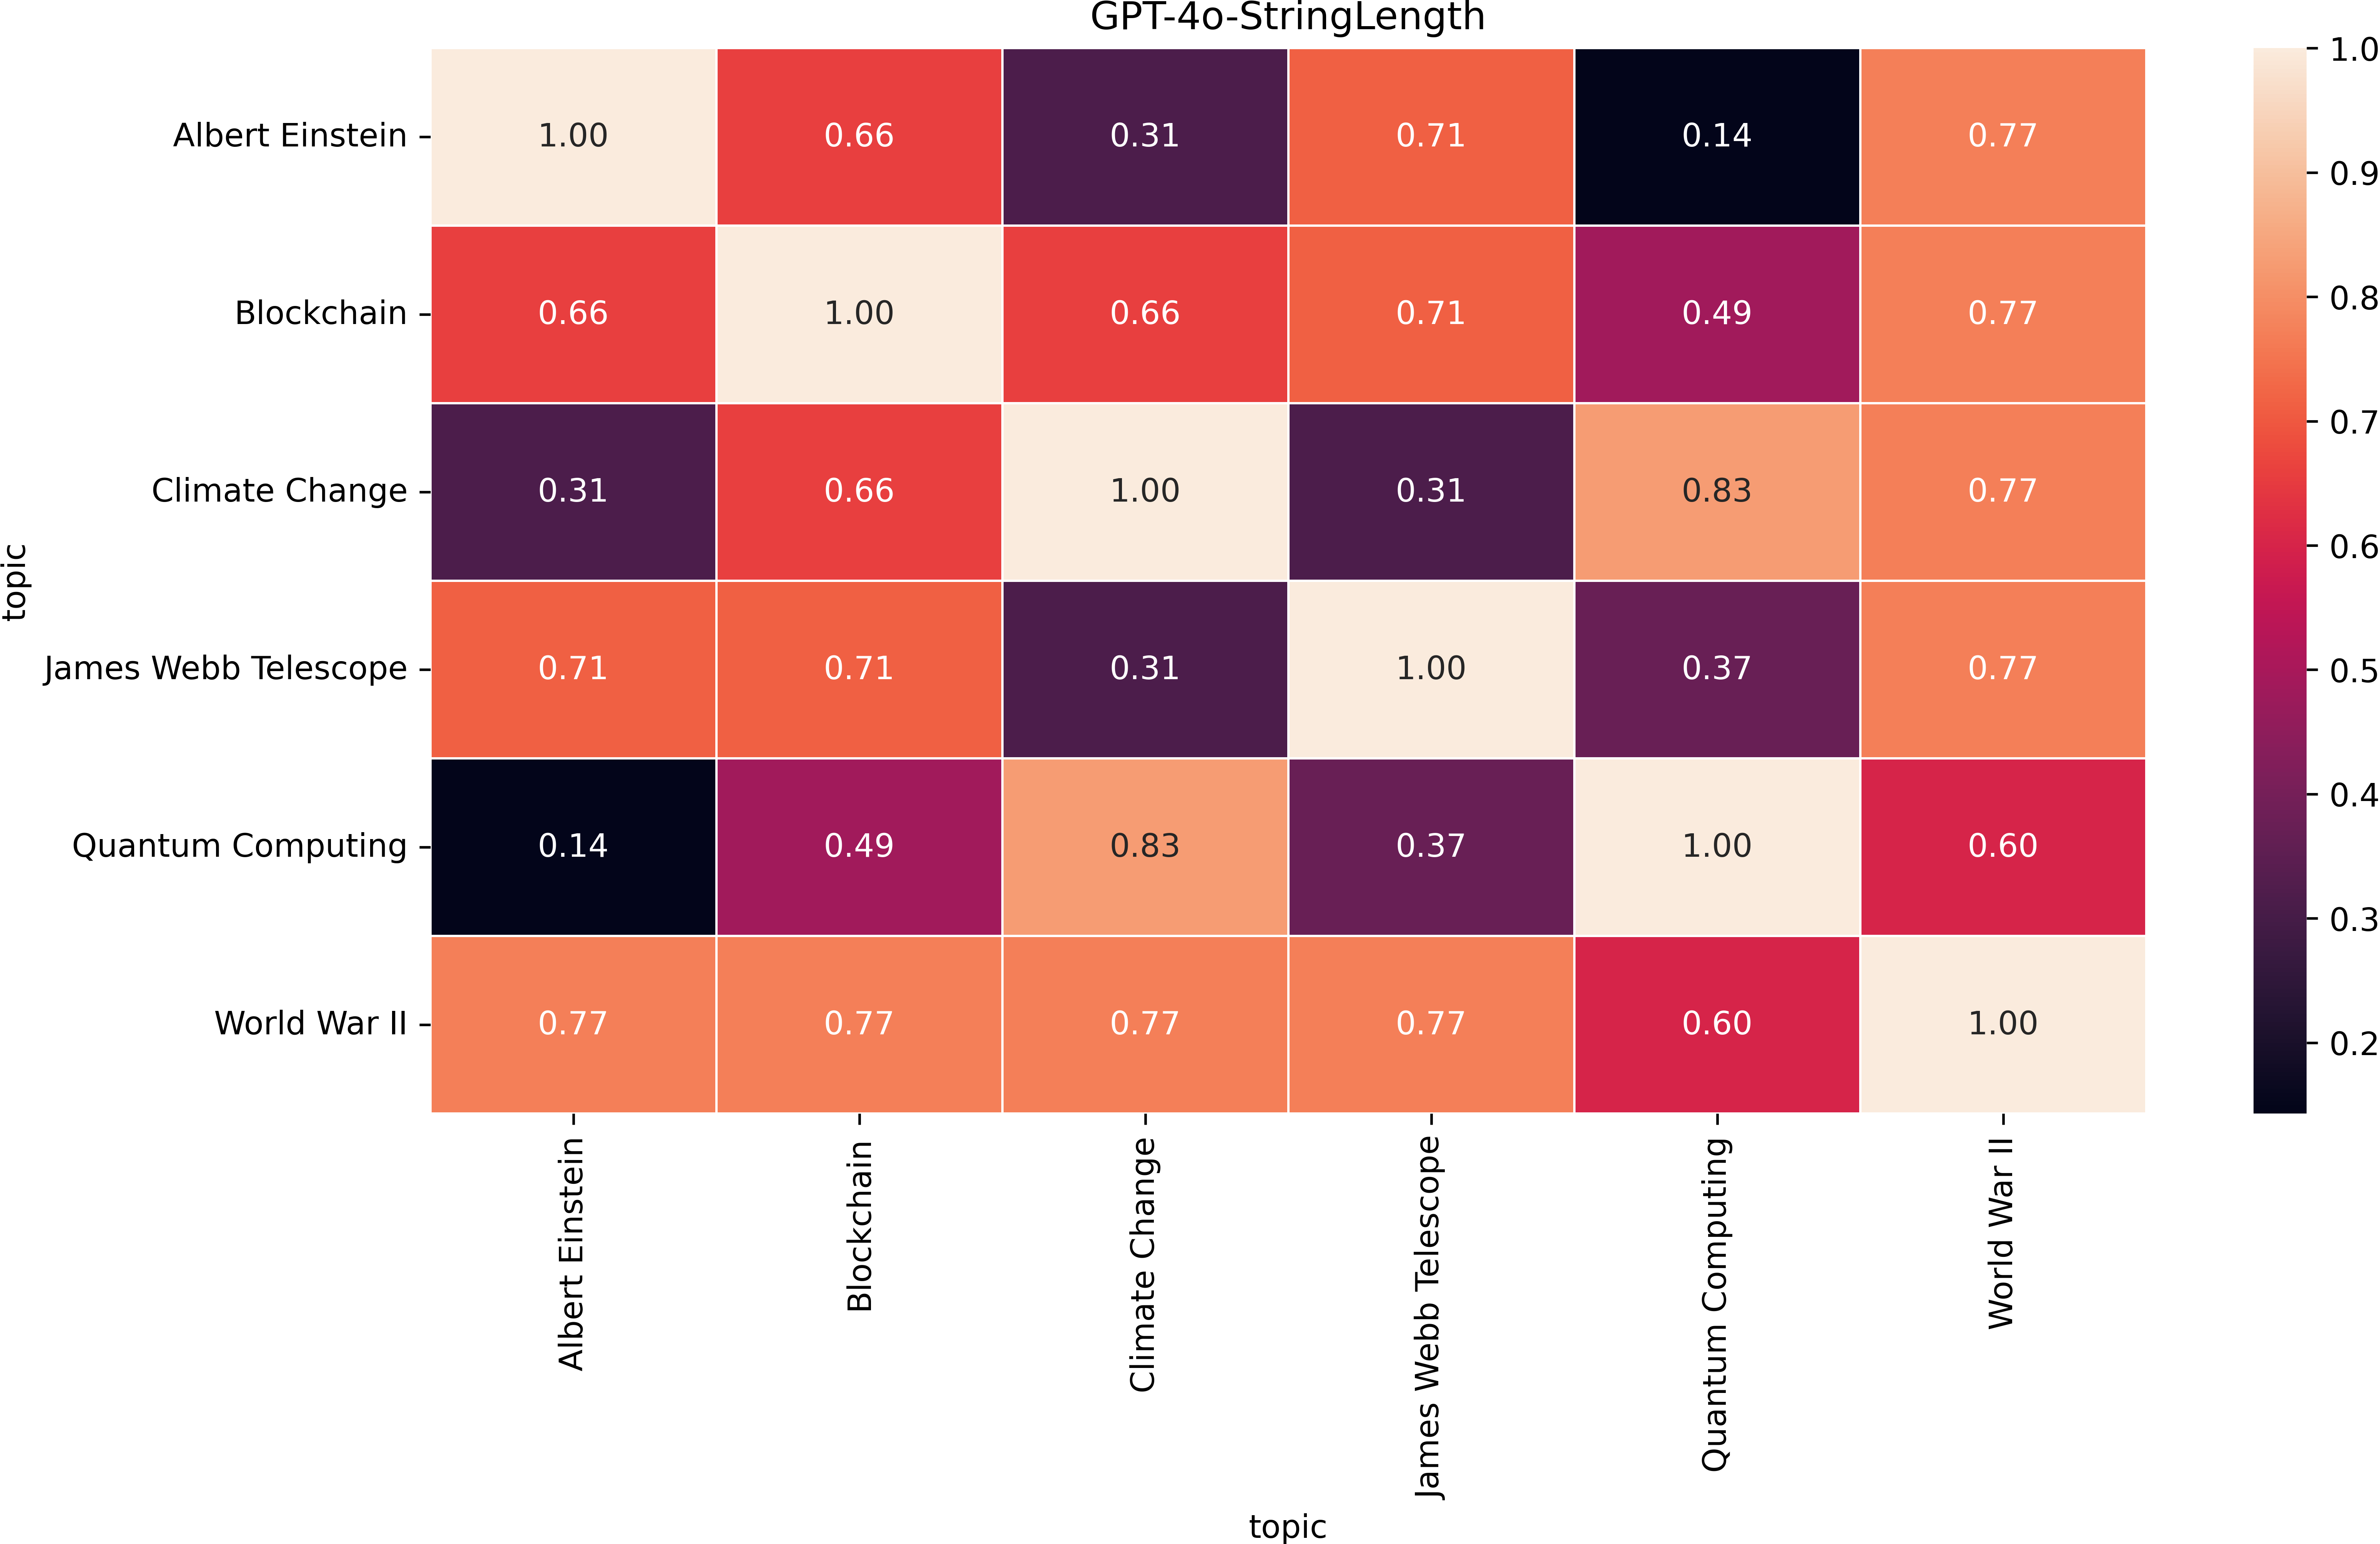 GPT-4o-StringLength
Albert Einstein 1.00 0.66 0.31 0.71 0.14 0.77
Blockchain 0.66 1.00 0.66 0.71 0.49 0.77
Climate Change 0.31 0.66 1.00 0.31 0.83 0.77
James Webb Telescope 0.71 0.71 0.31 1.00 0.37 0.77
Quantum Computing 0.14 0.49 0.83 0.37 1.00 0.60
World War II 0.77 0.77 0.77 0.77 0.60 1.00
topic
Albert Einstein
Blockchain
Climate Change
James Webb Telescope
Quantum Computing
World War II
topic
1.0
0.9
0.8
0.7
0.6
0.5
0.4
0.3
0.2